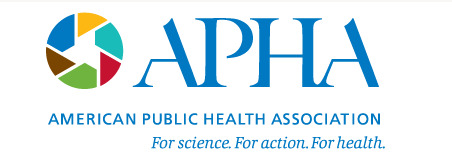 APHA
AMERICAN PUBLIC HEALTH ASSOCIATION
For science. For action. For health.